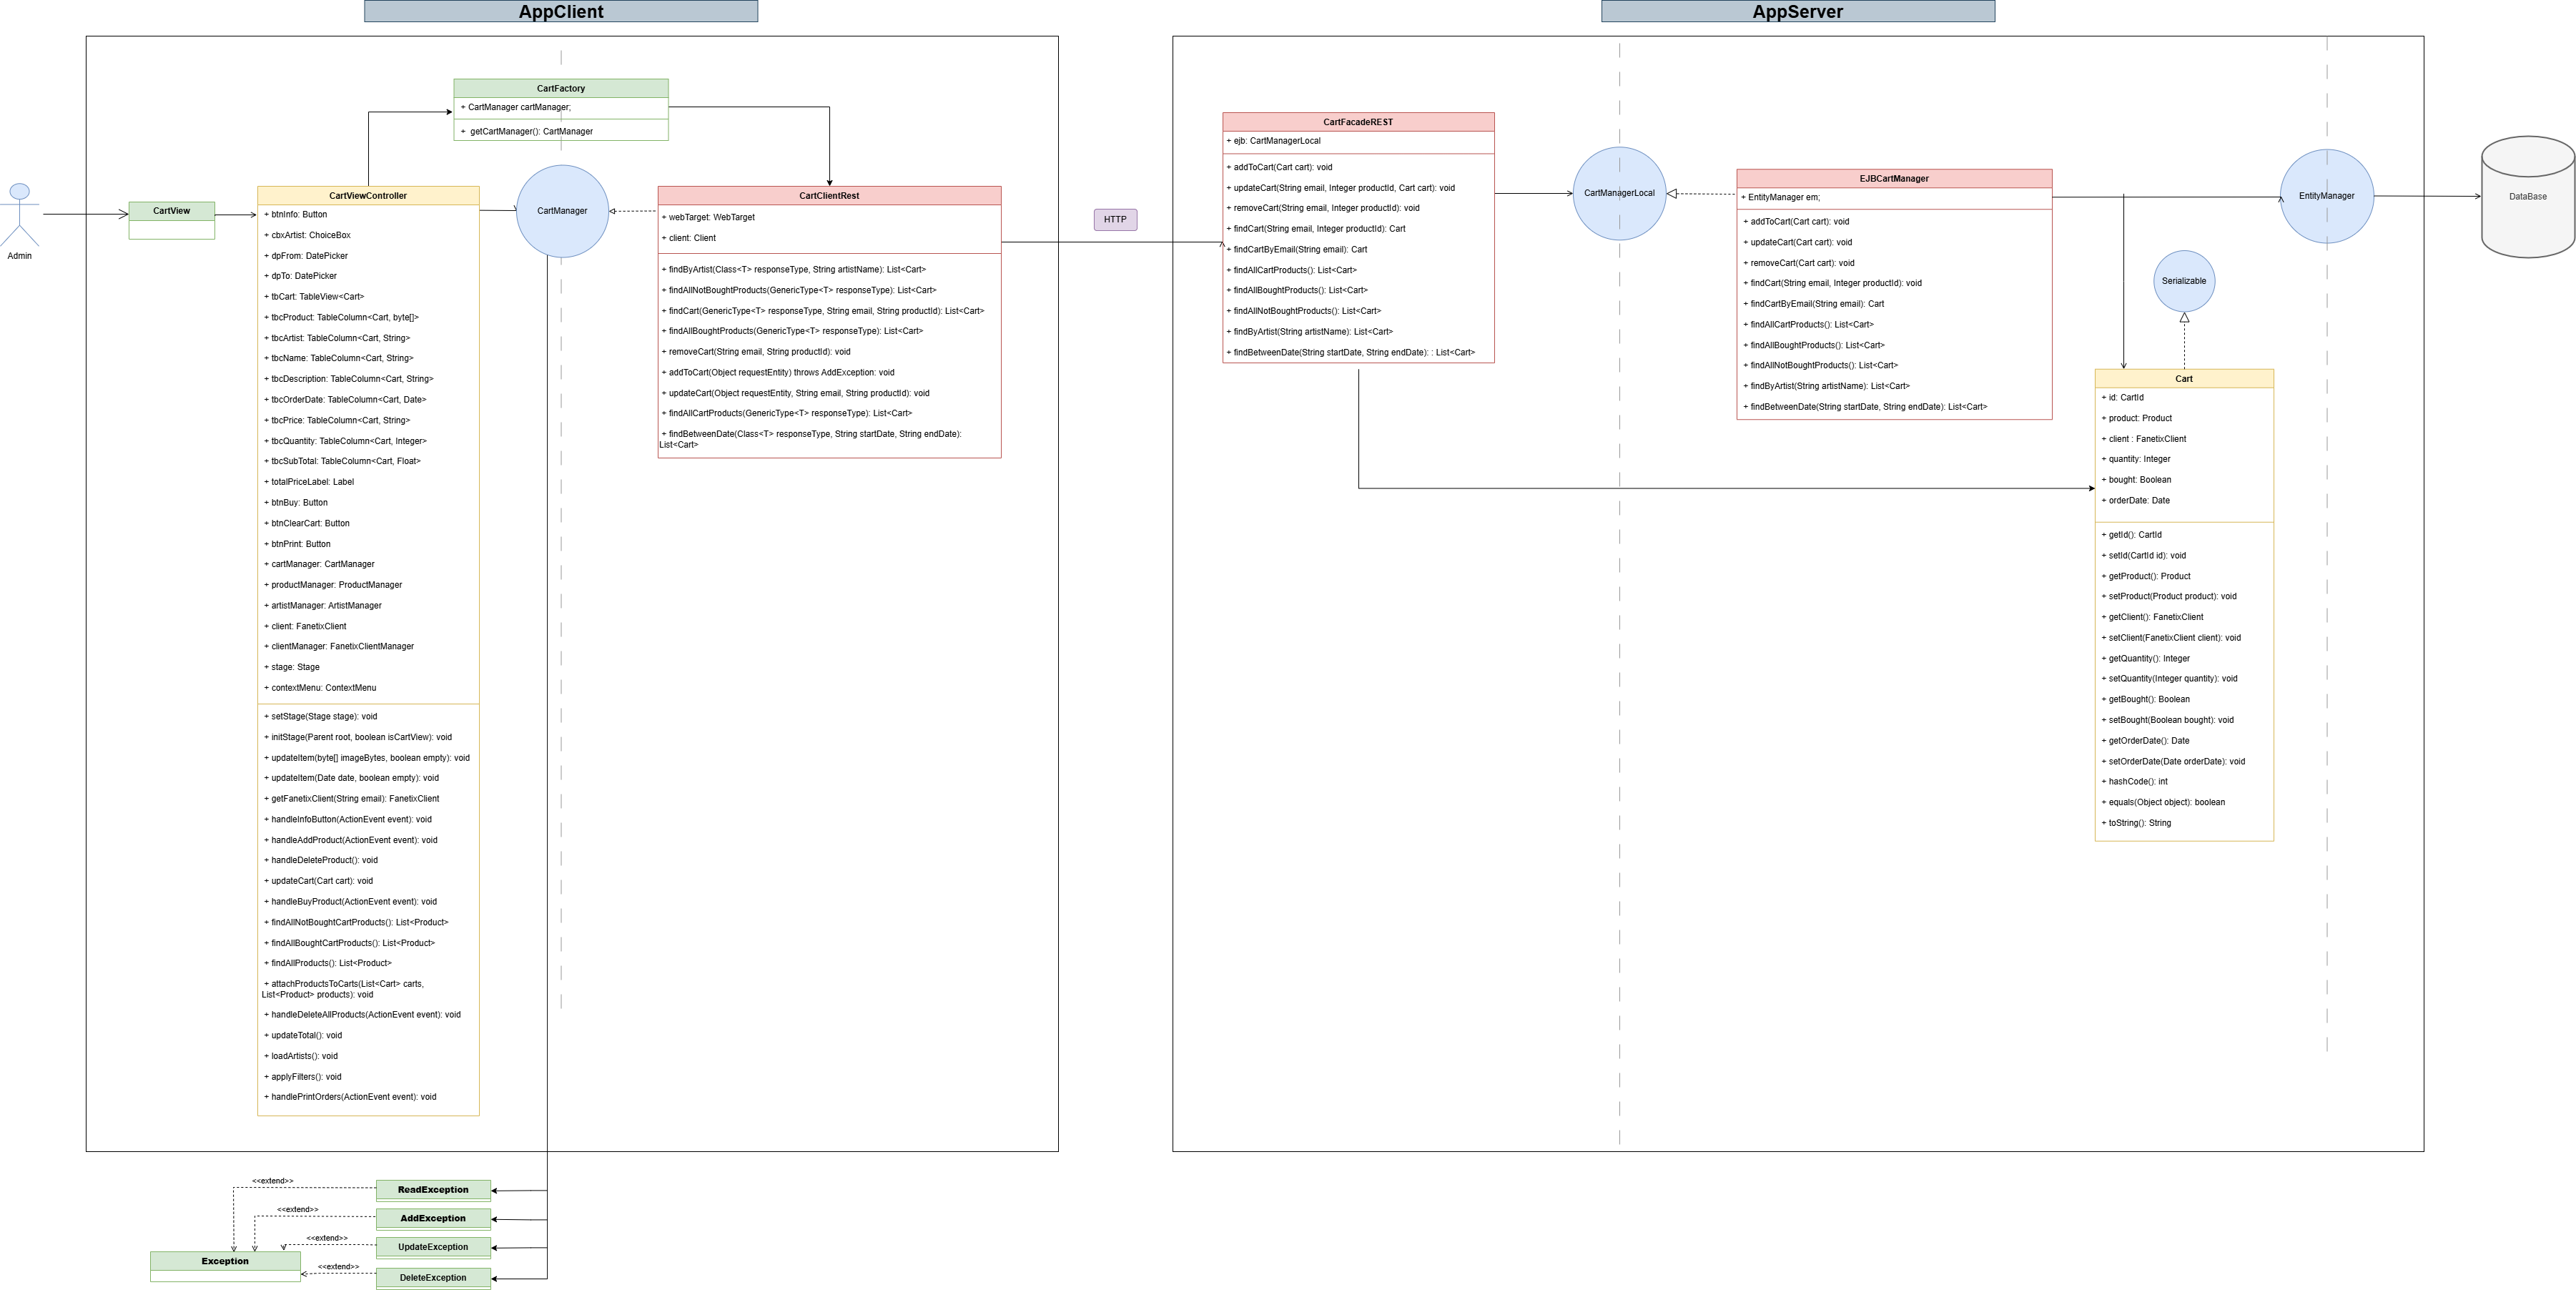 AppClient
AppServer
Admin
CartView
CartViewController
+ btnInfo: Button
+ cbxArtist: ChoiceBox
+ dpFrom: DatePicker
+ dpTo: DatePicker
+ tbCart: TableView<Cart>
+ tbcProduct: TableColumn<Cart, byte[]>
+ tbcArtist: TableColumn<Cart, String>
+ tbcName: TableColumn<Cart, String>
+ tbcDescription: TableColumn<Cart, String>
+ tbcOrderDate: TableColumn<Cart, Date>
+ tbcPrice: TableColumn<Cart, String>
+ tbcQuantity: TableColumn<Cart, Integer>
+ tbcSubTotal: TableColumn<Cart, Float>
+ totalPriceLabel: Label
+ btnBuy: Button
+ btnClearCart: Button
+ btnPrint: Button
+ cartManager: CartManager
+ productManager: ProductManager
+ artistManager: ArtistManager
+ client: FanetixClient
+ clientManager: FanetixClientManager
+ stage: Stage
+ contextMenu: ContextMenu
+ setStage(Stage stage): void
+ initStage(Parent root, boolean isCartView): void
+ updateItem(byte[] imageBytes, boolean empty): void
+ updateItem(Date date, boolean empty): void
+ getFanetixClient(String email): FanetixClient
+ handleInfoButton(ActionEvent event): void
+ handleAddProduct(ActionEvent event): void
+ handleDeleteProduct(): void
+ updateCart(Cart cart): void
+ handleBuyProduct(ActionEvent event): void
+ findAllNotBoughtCartProducts(): List<Product>
+ findAllBoughtCartProducts(): List<Product>
+ findAllProducts(): List<Product>
+ attachProductsToCarts(List<Cart> carts,
List<Product> products): void
+ handleDeleteAllProducts(ActionEvent event): void
+ updateTotal(): void
+ loadArtists(): void
+ applyFilters(): void
+ handlePrintOrders(ActionEvent event): void
CartFactory
+ CartManager cartManager;
+ getCartManager(): CartManager
CartManager
CartClientRest
+ webTarget: WebTarget
+ client: Client
+ findByArtist(Class<T> responseType, String artistName): List<Cart>
+ findAllNotBoughtProducts(GenericType<T> responseType): List<Cart>
+ findCart(GenericType<T> responseType, String email, String productId): List<Cart>
+ findAllBoughtProducts(GenericType<T> responseType): List<Cart>
+ removeCart(String email, String productId): void
+ addToCart(Object requestEntity) throws AddException: void
+ updateCart(Object requestEntity, String email, String productId): void
+ findAllCartProducts(GenericType<T> responseType): List<Cart>
+ findBetweenDate(Class<T> responseType, String startDate, String endDate):
List<Cart>
HTTP
CartFacadeREST
+ ejb: CartManagerLocal
+ addToCart(Cart cart): void
+ updateCart(String email, Integer productId, Cart cart): void
+ removeCart(String email, Integer productId): void
+ findCart(String email, Integer productId): Cart
+ findCartByEmail(String email): Cart
+ findAllCartProducts(): List<Cart>
+ findAllBoughtProducts(): List<Cart>
+ findAllNotBoughtProducts(): List<Cart>
+ findByArtist(String artistName): List<Cart>
+ findBetweenDate(String startDate, String endDate): : List<Cart>
CartManagerLocal
EJBCartManager
+ EntityManager em;
+ addToCart(Cart cart): void
+ updateCart(Cart cart): void
+ removeCart(Cart cart): void
+ findCart(String email, Integer productId): void
+ findCartByEmail(String email): Cart
+ findAllCartProducts(): List<Cart>
+ findAllBoughtProducts(): List<Cart>
+ findAllNotBoughtProducts(): List<Cart>
+ findByArtist(String artistName): List<Cart>
+ findBetweenDate(String startDate, String endDate): List<Cart>
Serializable
EntityManager
DataBase
Cart
+ id: CartId
+ product: Product
+ client : FanetixClient
+ quantity: Integer
+ bought: Boolean
+ orderDate: Date
+ getId(): CartId
+ setId(CartId id): void
+ getProduct(): Product
+ setProduct(Product product): void
+ getClient(): FanetixClient
+ setClient(FanetixClient client): void
+ getQuantity(): Integer
+ setQuantity(Integer quantity): void
+ getBought(): Boolean
+ setBought(Boolean bought): void
+ getOrderDate(): Date
+ setOrderDate(Date orderDate): void
+ hashCode(): int
+ equals(Object object): boolean
+ toString(): String
<<extend>>
ReadException
<<extend>>
AddException
<<extend>>
UpdateException
Exception
<<extend>>
DeleteException